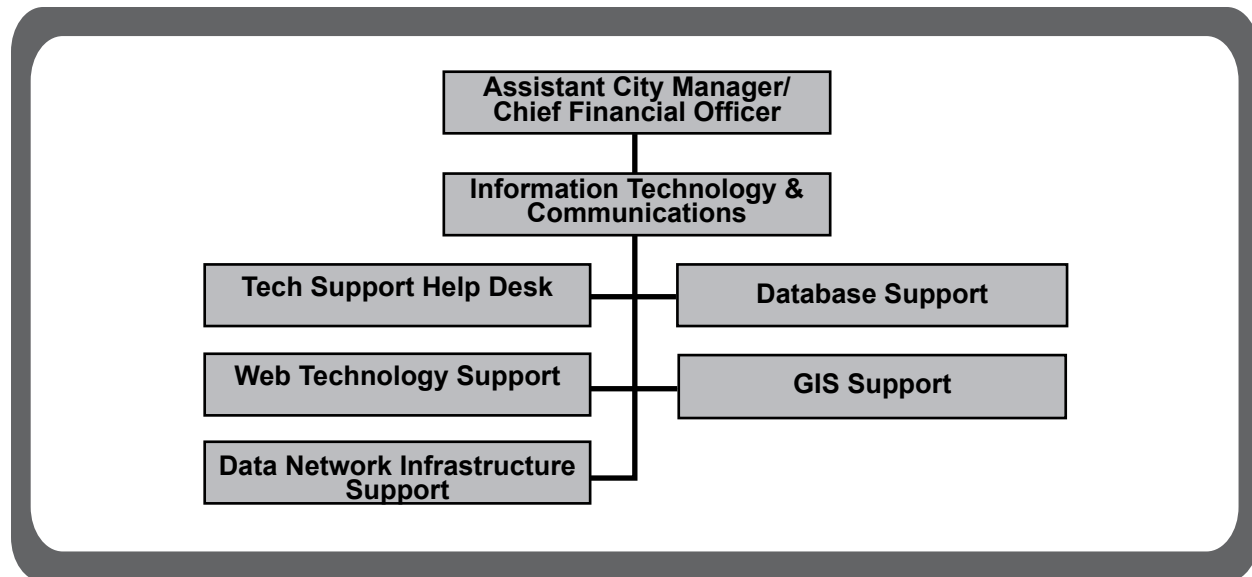 Assistant City Manager/
Chief Financial Officer
Information Technology &
Communications
Tech Support Help Desk
Database Support
Web Technology Support
GIS Support
Data Network Infrastructure
Support